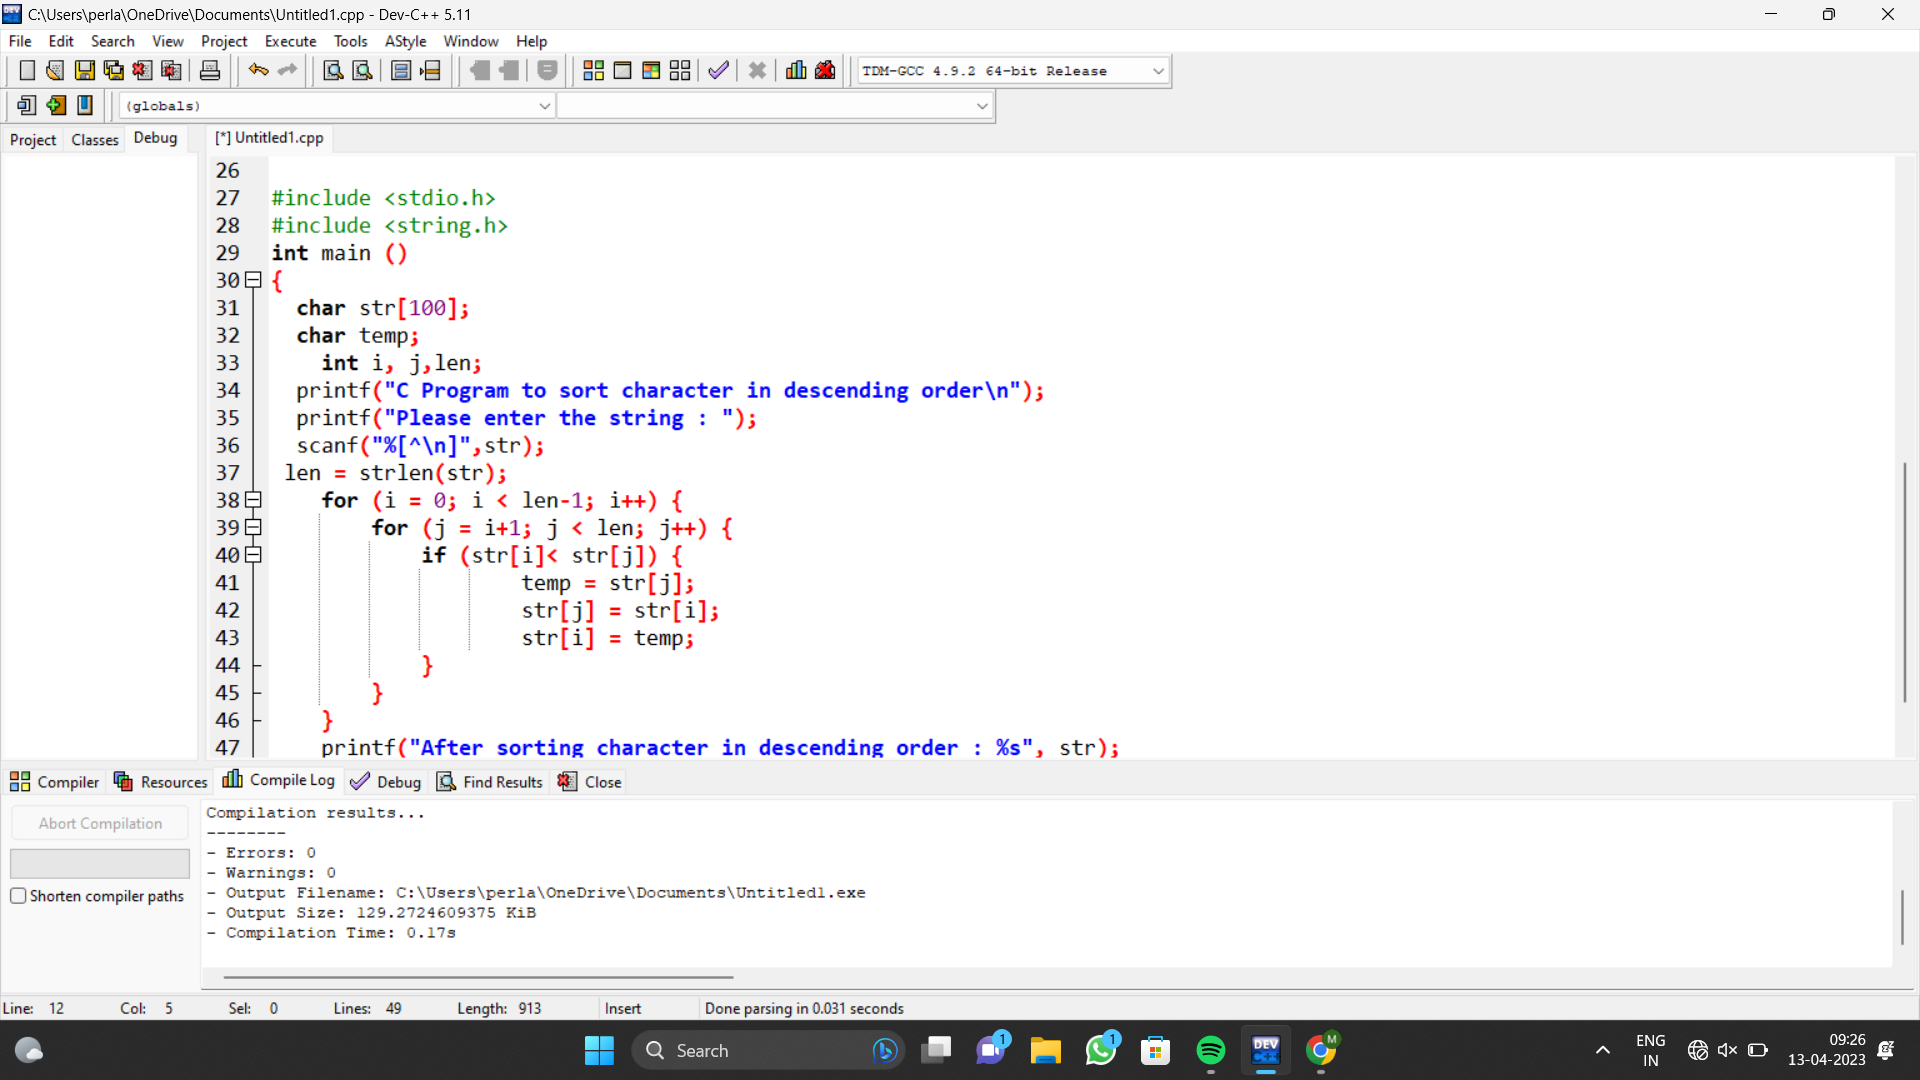 C:\Users\perla\OneDrive\Documents\Untitled1.cpp - Dev-C++ 5.11
File Edit Search View Project Execute Tools AStyle Window Help
TDM-GCC 4.9.2 64-bit Release
(globals)
Project Classes Debug [*] Untitled1.cpp
26
27 #include <stdio.h>
28 #include <string.h>
29 int main ()
30 {
31 char str[100];
32 char temp;
33 int i, j,len;
34 printf("C Program to sort character in descending order\n");
35 printf("Please enter the string : ");
36 scanf("%[^\n]",str);
37 len = strlen(str);
38 for (i = 0; i < len-1; i++) {
39 for (j = i+1; j < len; j++) {
40 if (str[i]< str[j]) {
41 temp = str[j];
42 str[j] = str[i];
43 str[i] = temp;
44 }
45 }
46 }
47 printf("After sorting character in descending order : %s", str);
Compiler Resources Compile Log Debug Find Results Close
Abort Compilation
Shorten compiler paths
Compilation results...
--------
- Errors: 0
- Warnings: 0
- Output Filename: C:\Users\perla\OneDrive\Documents\Untitled1.exe
- Output Size: 129.2724609375 KiB
- Compilation Time: 0.17s
Line: 12 Col: 5 Sel: 0 Lines: 49 Length: 913 Insert Done parsing in 0.031 seconds
Search
1
1
DEV
C++
M
ENG
IN
09:26
13-04-2023